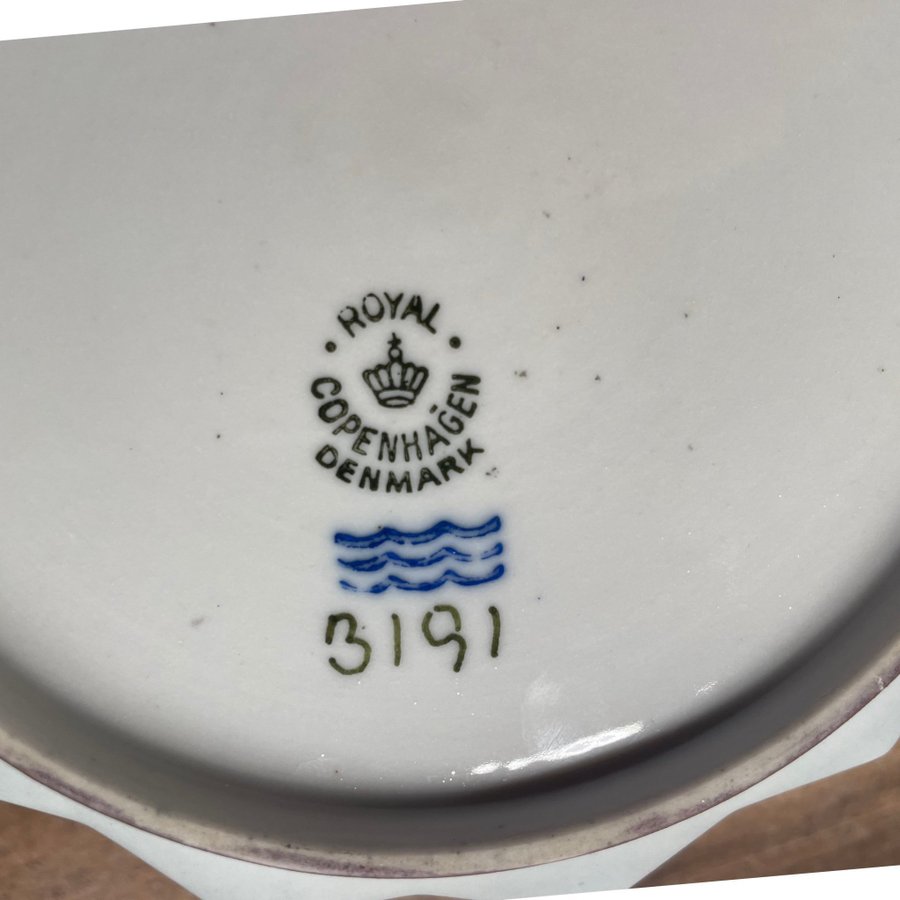 ROYAL
COPENHAGEN
DENMARK
3191